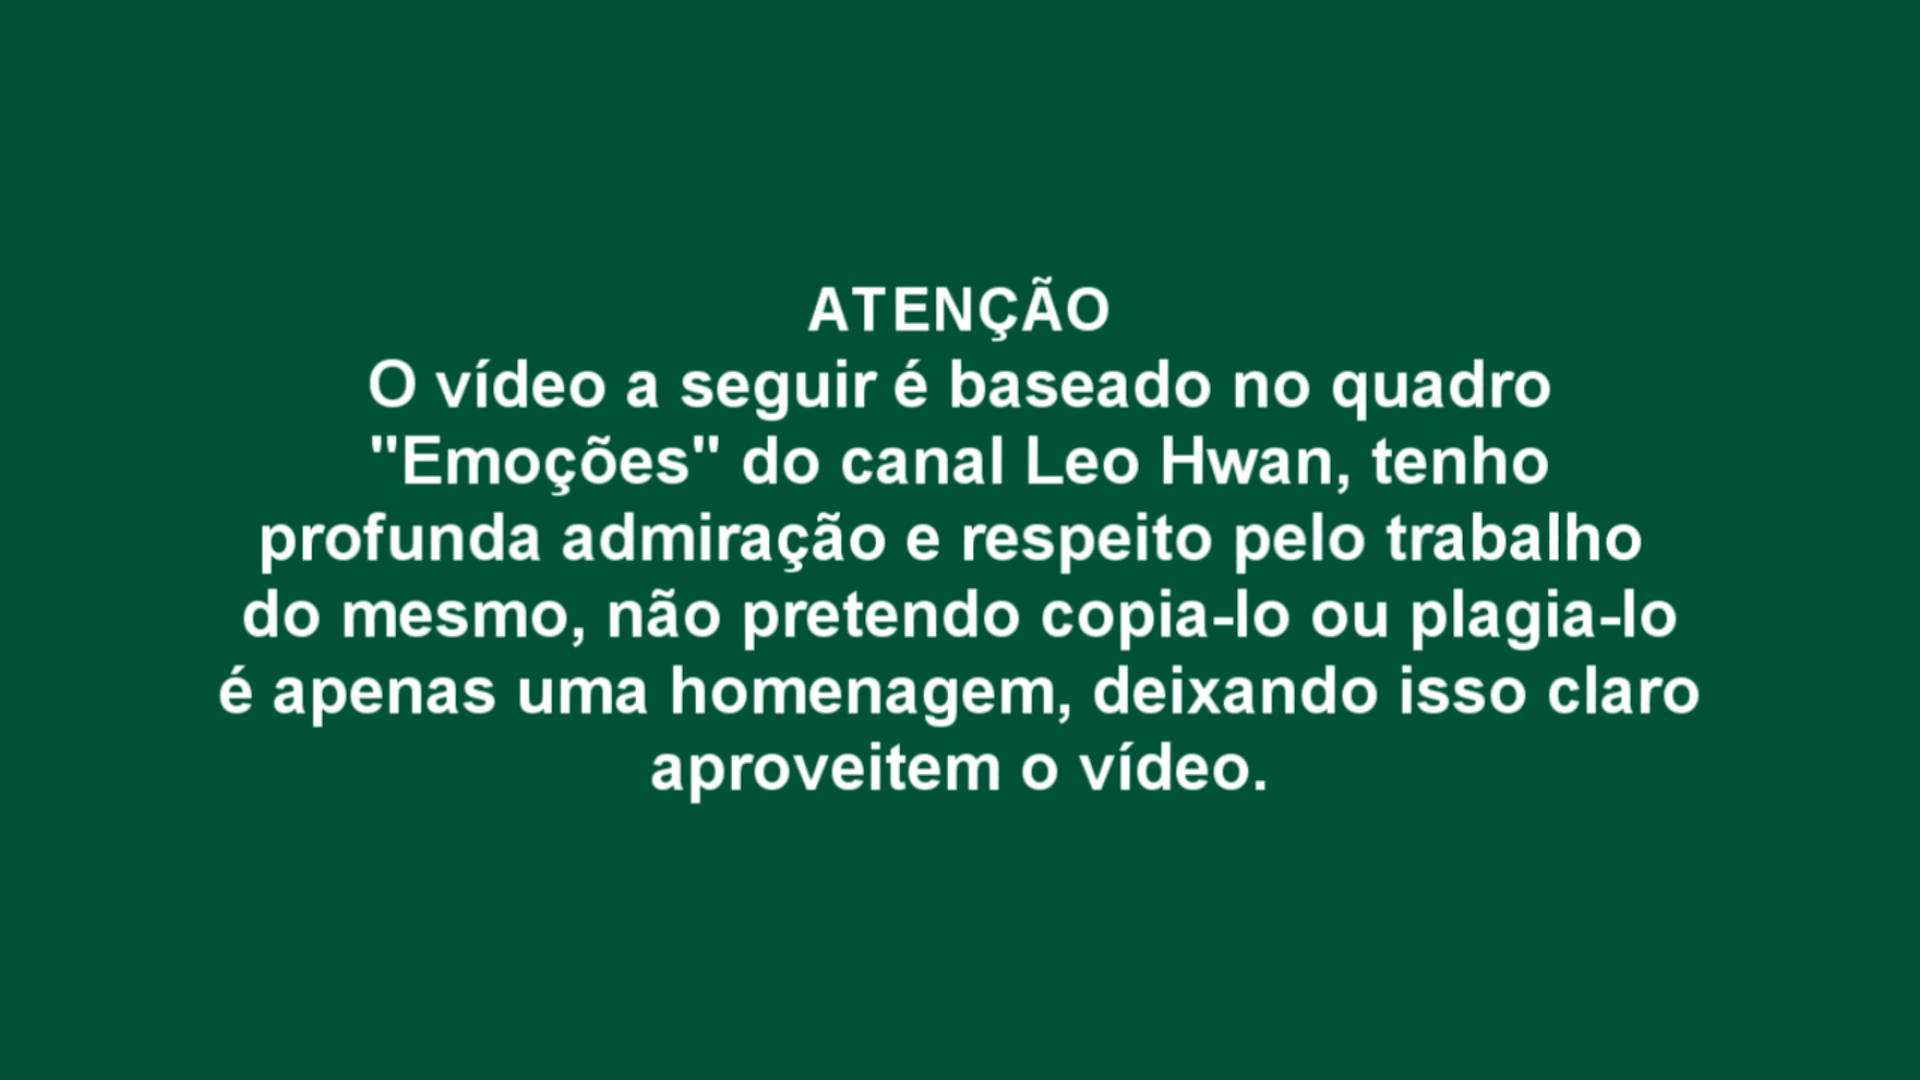 ATENÇÃO
O vídeo a seguir é baseado no quadro
"Emoções" do canal Leo Hwan, tenho
profunda admiração e respeito pelo trabalho
do mesmo, não pretendo copia-lo ou plagia-lo
é apenas uma homenagem, deixando isso claro
aproveitem o vídeo.